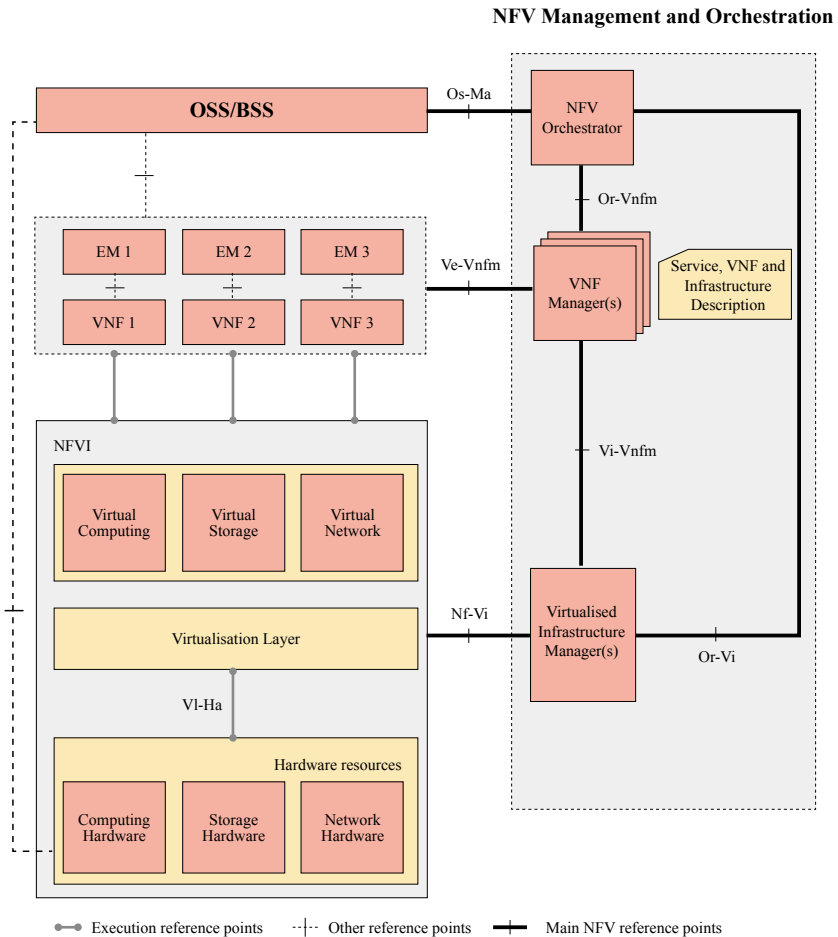 NFV Management and Orchestration
OSS/BSS
Os-Ma
NFV
Orchestrator
Or-Vnfm
EM 1
EM 2
EM 3
VNF 1
VNF 2
VNF 3
Ve-Vnfm
VNF
Manager(s)
Service, VNF and
Infrastructure
Description
NFVI
Vi-Vnfm
Virtual
Computing
Virtual
Storage
Virtual
Network
Virtualisation Layer
Nf-Vi
Virtualised
Infrastructure
Manager(s)
Or-Vi
Vl-Ha
Hardware resources
Computing
Hardware
Storage
Hardware
Network
Hardware
Execution reference points
Other reference points
Main NFV reference points